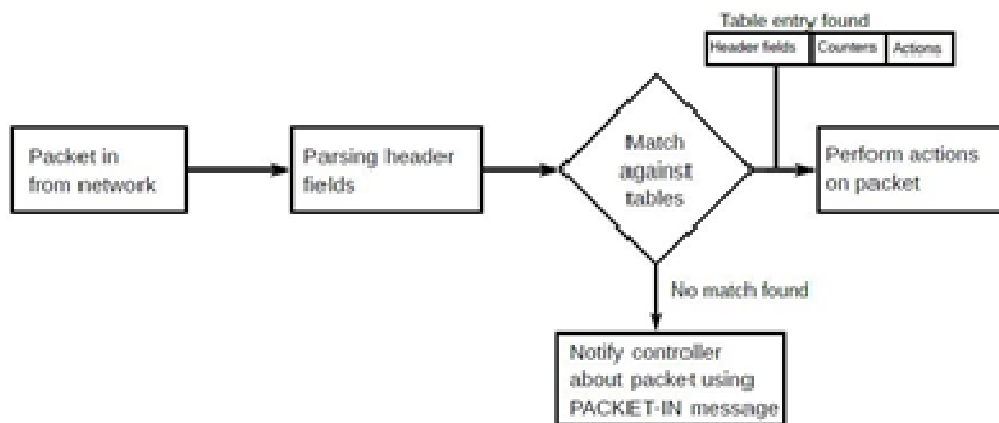 Table entry found
Header fields Counters Actions
Packet in
from network
Parsing header
fields
Match
against
tables
Perform actions
on packet
No match found
Notify controller
about packet using
PACKET-IN message